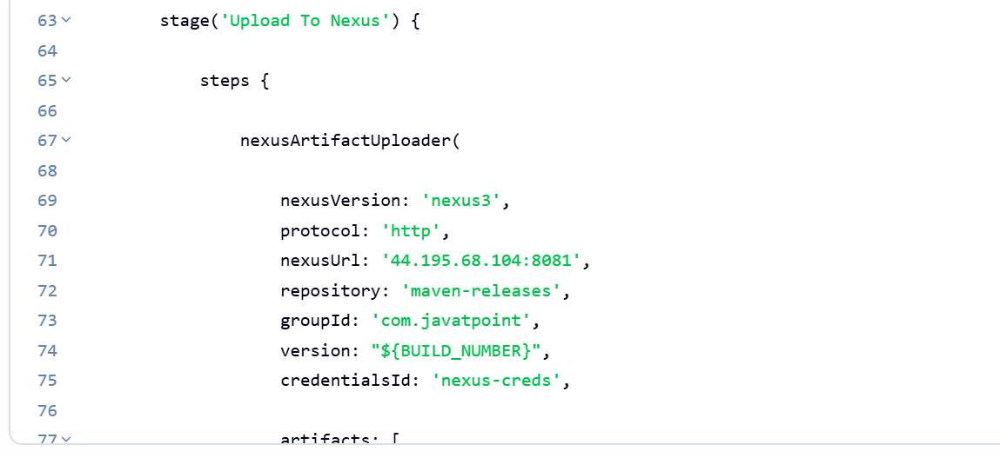 63 stage('Upload To Nexus') {
64
65 steps {
66
67 nexusArtifactUploader(
68
69 nexusVersion: 'nexus3',
70 protocol: 'http',
71 nexusUrl: '44.195.68.104:8081',
72 repository: 'maven-releases',
73 groupId: 'com.javatpoint',
74 version: "${BUILD_NUMBER}",
75 credentialsId: 'nexus-creds',
76
77 artifacts: [